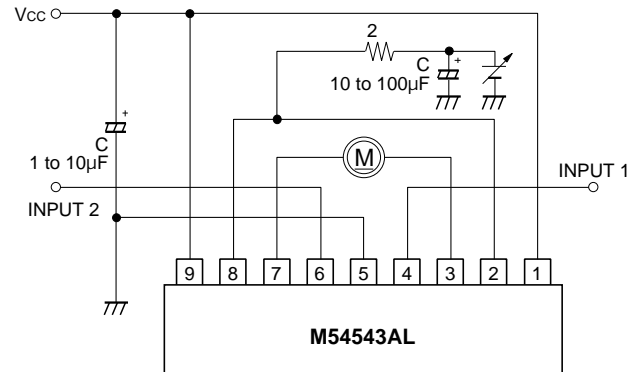 Vcc
2
C
+
10 to 100µF
+
C
1 to 10µF
M
INPUT 1
INPUT 2
9 8 7 6 5 4 3 2 1
M54543AL